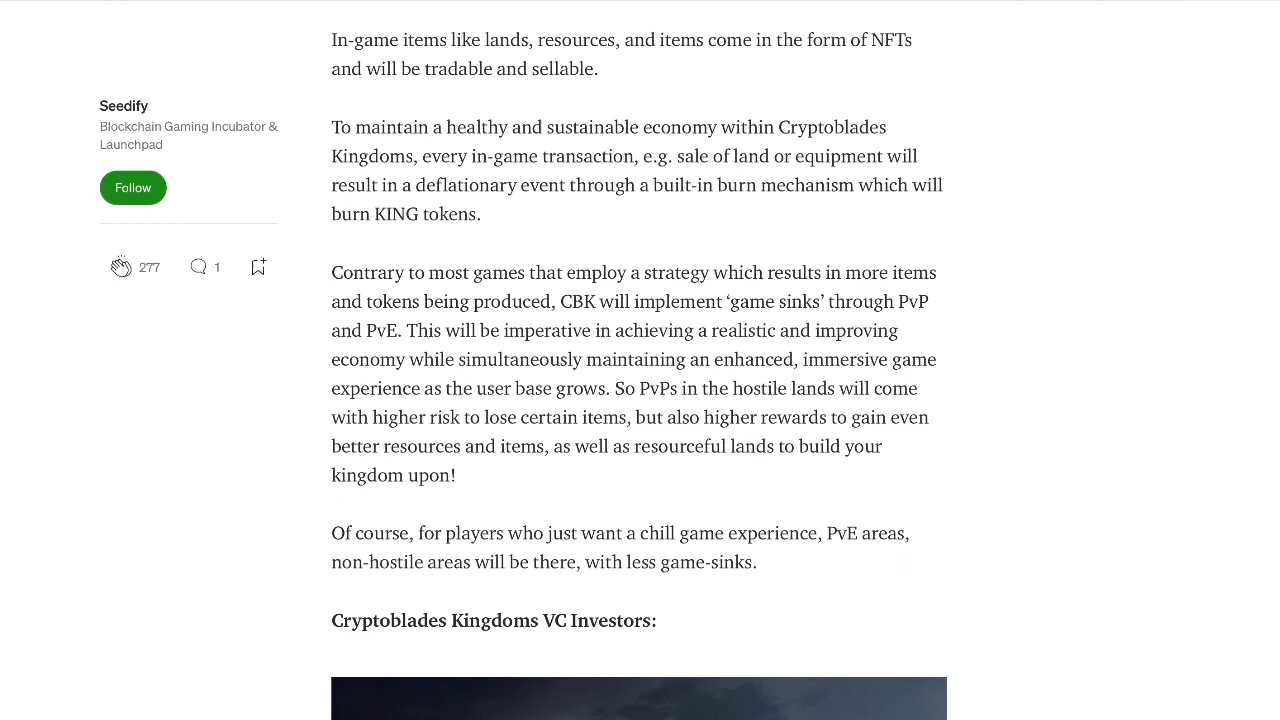 In-game items like lands, resources, and items come in the form of NFTs
and will be tradable and sellable.
Seedify
Blockchain Gaming Incubator &
Launchpad
Follow
277
1
To maintain a healthy and sustainable economy within Cryptoblades
Kingdoms, every in-game transaction, e.g. sale of land or equipment will
result in a deflationary event through a built-in burn mechanism which will
burn KING tokens.
Contrary to most games that employ a strategy which results in more items
and tokens being produced, CBK will implement ‘game sinks’ through PvP
and PvE. This will be imperative in achieving a realistic and improving
economy while simultaneously maintaining an enhanced, immersive game
experience as the user base grows. So PvPs in the hostile lands will come
with higher risk to lose certain items, but also higher rewards to gain even
better resources and items, as well as resourceful lands to build your
kingdom upon!
Of course, for players who just want a chill game experience, PvE areas,
non-hostile areas will be there, with less game-sinks.
Cryptoblades Kingdoms VC Investors: